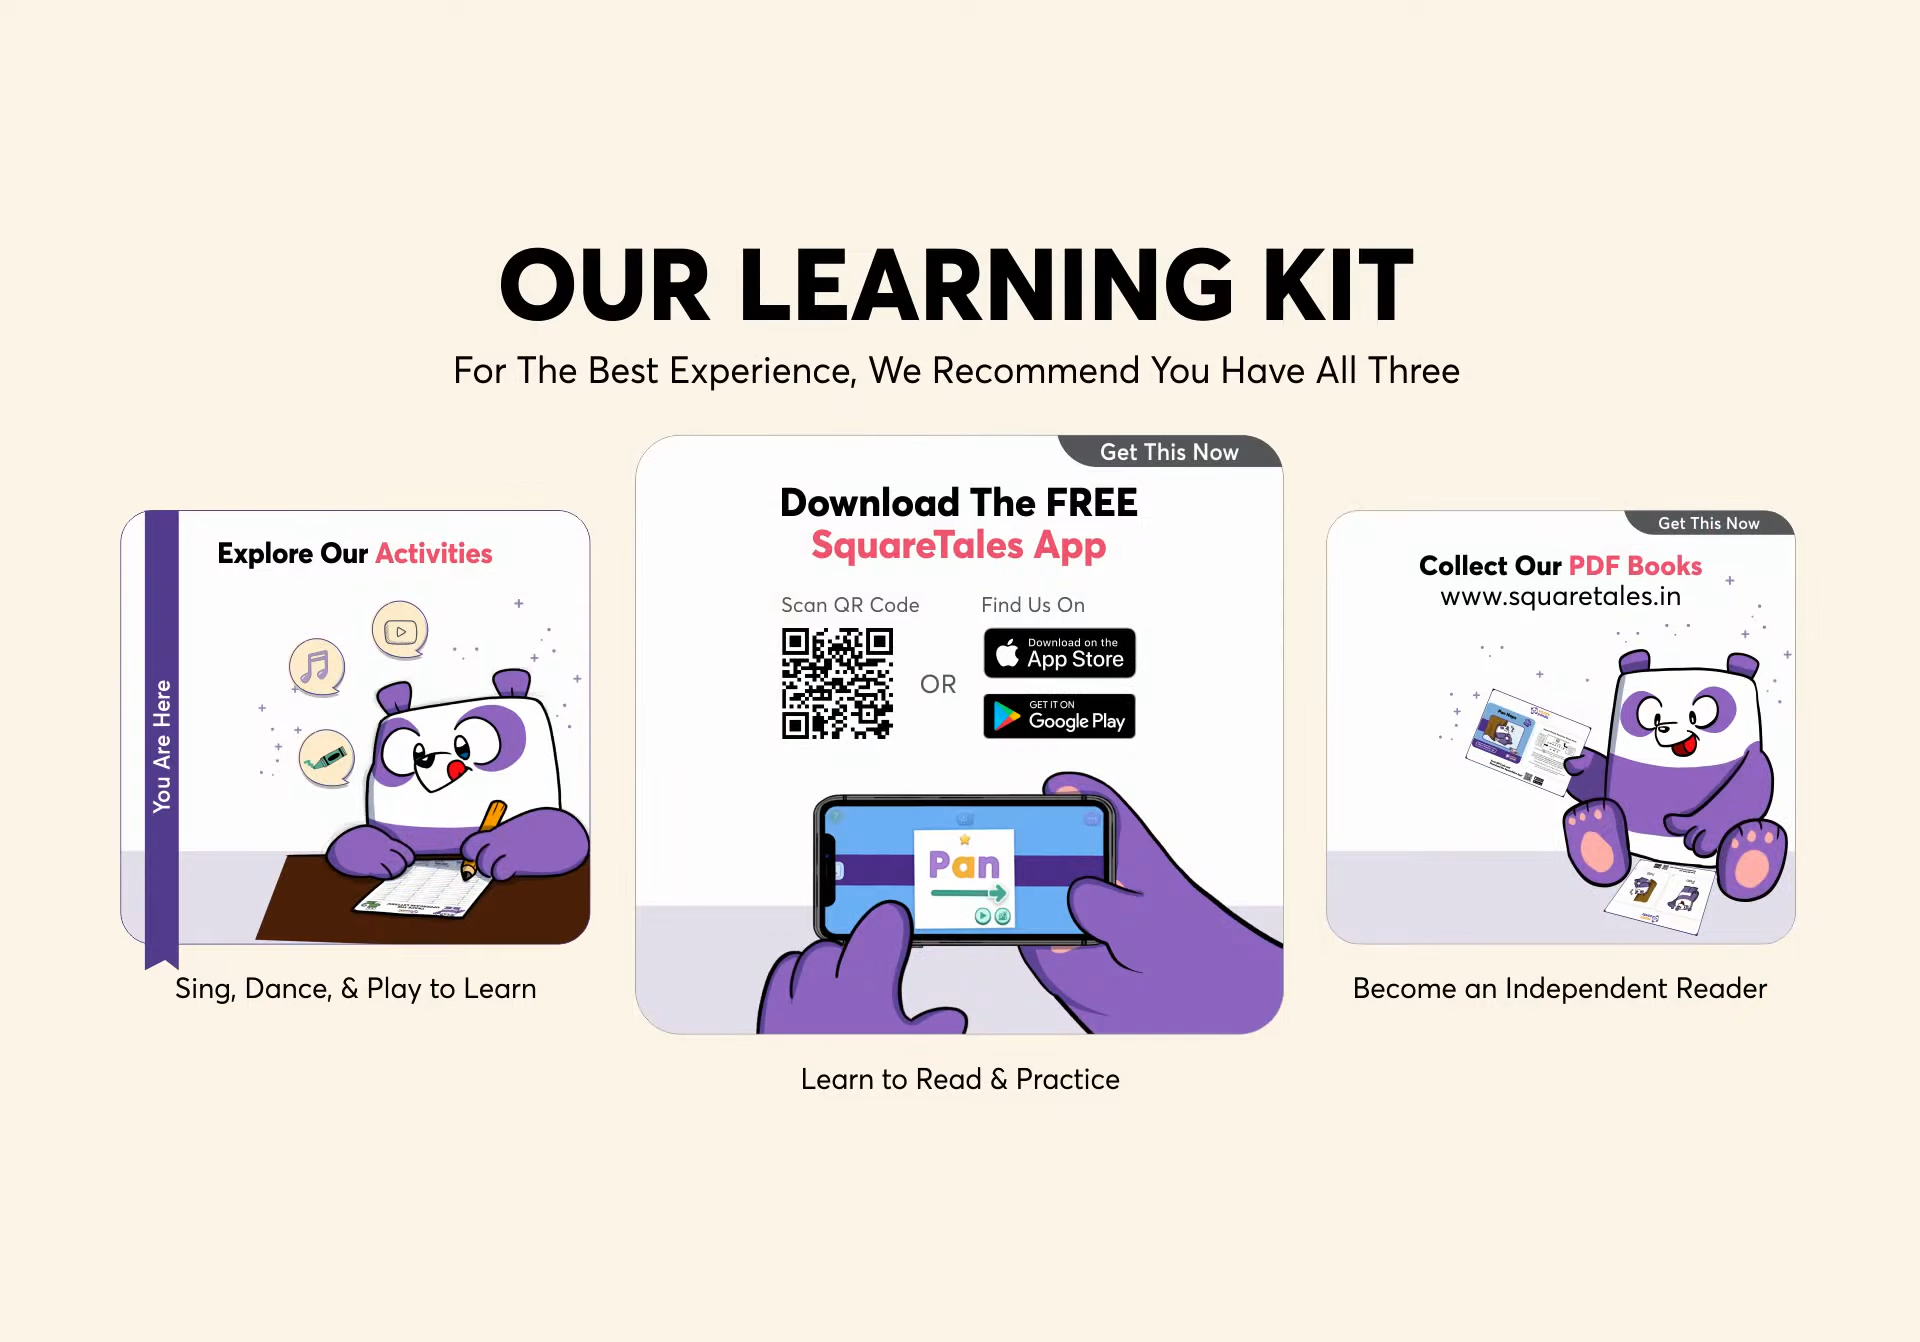 OUR LEARNING KIT
For The Best Experience, We Recommend You Have All Three
You Are Here
Explore Our Activities
Sing, Dance, & Play to Learn
Get This Now
Download The FREE
SquareTales App
Scan QR Code
Find Us On
OR
Download on the
App Store
GET IT ON
Google Play
Pan
Learn to Read & Practice
Get This Now
Collect Our PDF Books
www.squaretales.in
Become an Independent Reader